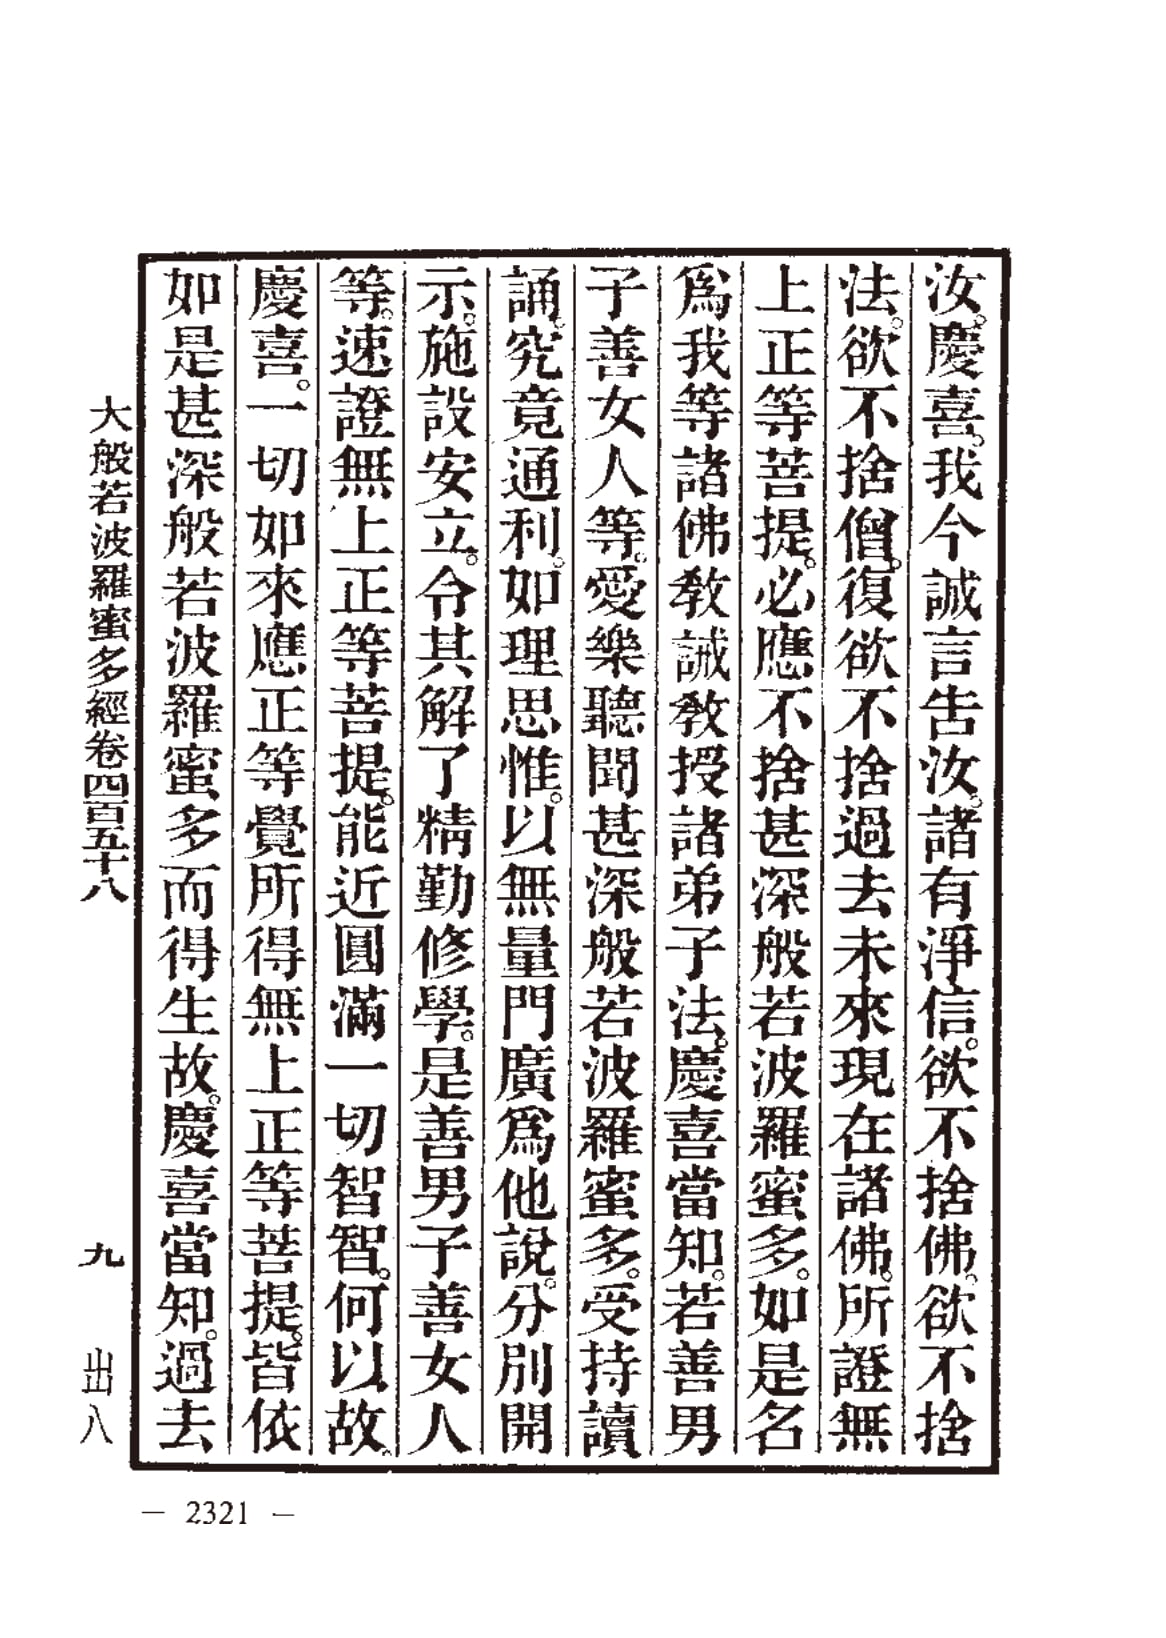 汝。慶喜。我今誠言告汝。諸有淨信。欲不捨佛。欲不捨
法。欲不捨僧。復欲不捨過去未來現在諸佛。所證無
上正等菩提。必應不捨甚深般若波羅蜜多。如是名
爲我等諸佛教誡教授諸弟子法。慶喜當知。若善男
子善女人等。愛樂聽聞甚深般若波羅蜜多。受持讀
誦。究竟通利。如理思惟。以無量門廣爲他說。分別開
示。施設安立。令其解了精勤修學。是善男子善女人
等。速證無上正等菩提。能近圓滿一切智智。何以故。
慶喜。一切如來應正等覺所得無上正等菩提。皆依
如是甚深般若波羅蜜多而得生故。慶喜當知。過去
大般若波羅蜜多經卷四百五十八 九 出八
— 2321 —